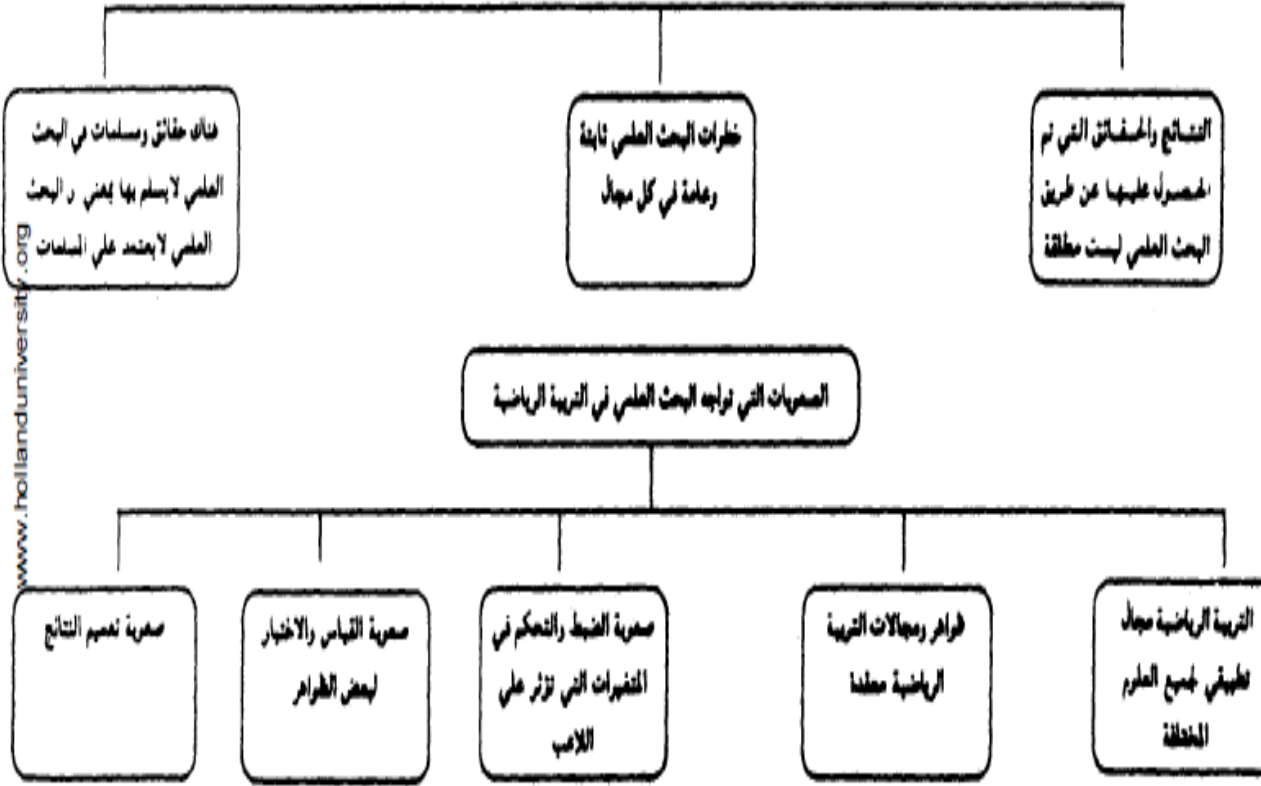 النتائج والحقائق التي تم
الحصول عليها عن طريق
البحث العلمي ليست مطلقة
خطوات البحث العلمي ثابتة
وعامة في كل مجال
هناك حقائق ومسلمات في البحث
العلمي لا يسلم بها بمعنى البحث
العلمي لا يعتمد علي المسلمات
الصعوبات التي تواجه البحث العلمي في التربية الرياضية
التربية الرياضية مجال
تطبيقي لجميع العلوم
المختلفة
ظواهر ومجالات التربية
الرياضية معقدة
صعوبة الضبط والتحكم في
المتغيرات التي تؤثر علي
اللاعب
صعوبة القياس والاختبار
لبعض الظواهر
صعوبة تعميم النتائج
www.hollanduniversity.org